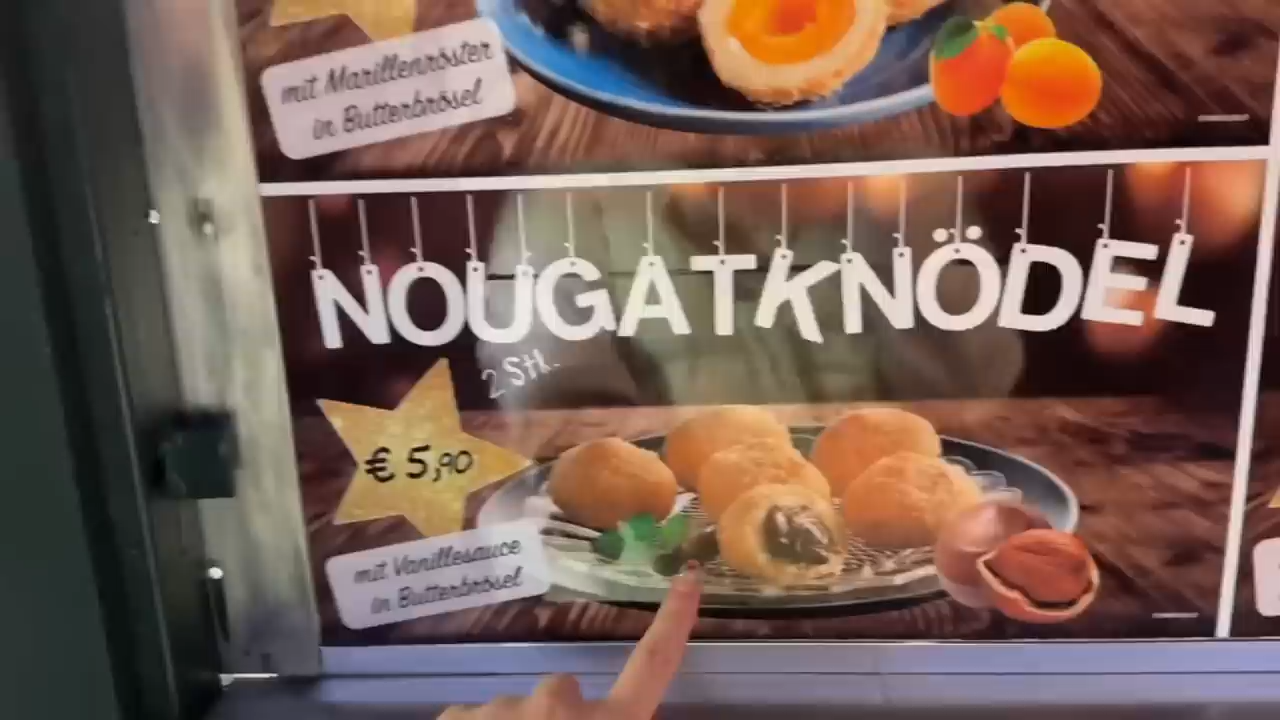 mit Marillenröster
in Butterbrösel
NOUGATKNÖDEL
2 Stk.
€ 5,90
mit Vanillesauce
in Butterbrösel